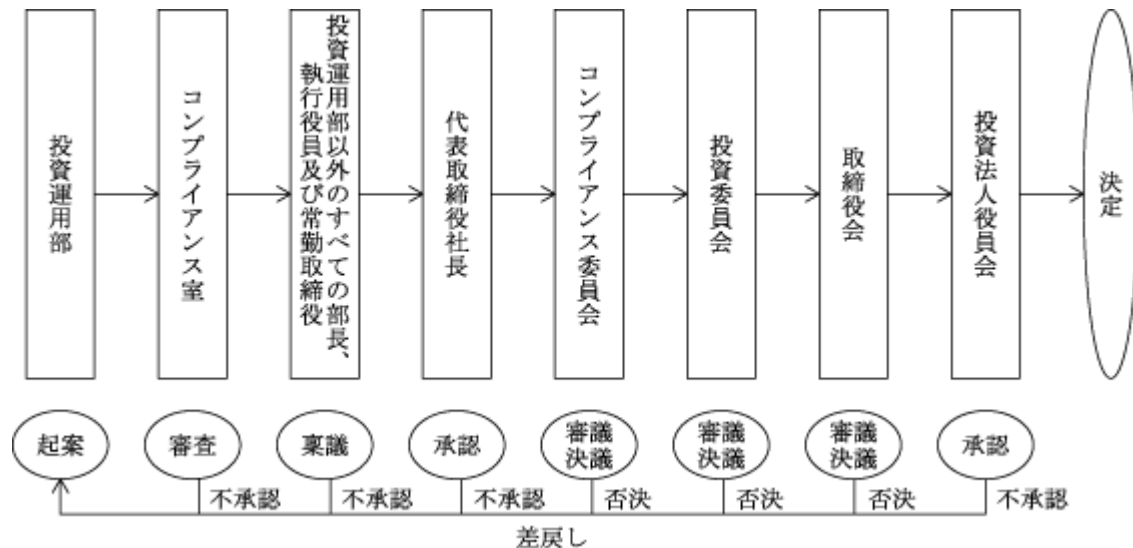 投資運用部
コンプライアンス室
投資運用部以外のすべての部長、
執行役員及び常勤取締役
代表取締役社長
コンプライアンス委員会
投資委員会
取締役会
投資法人役員会
決定
起案
審査
稟議
承認
審議
決議
審議
決議
審議
決議
承認
不承認
不承認
不承認
否決
否決
否決
不承認
差戻し